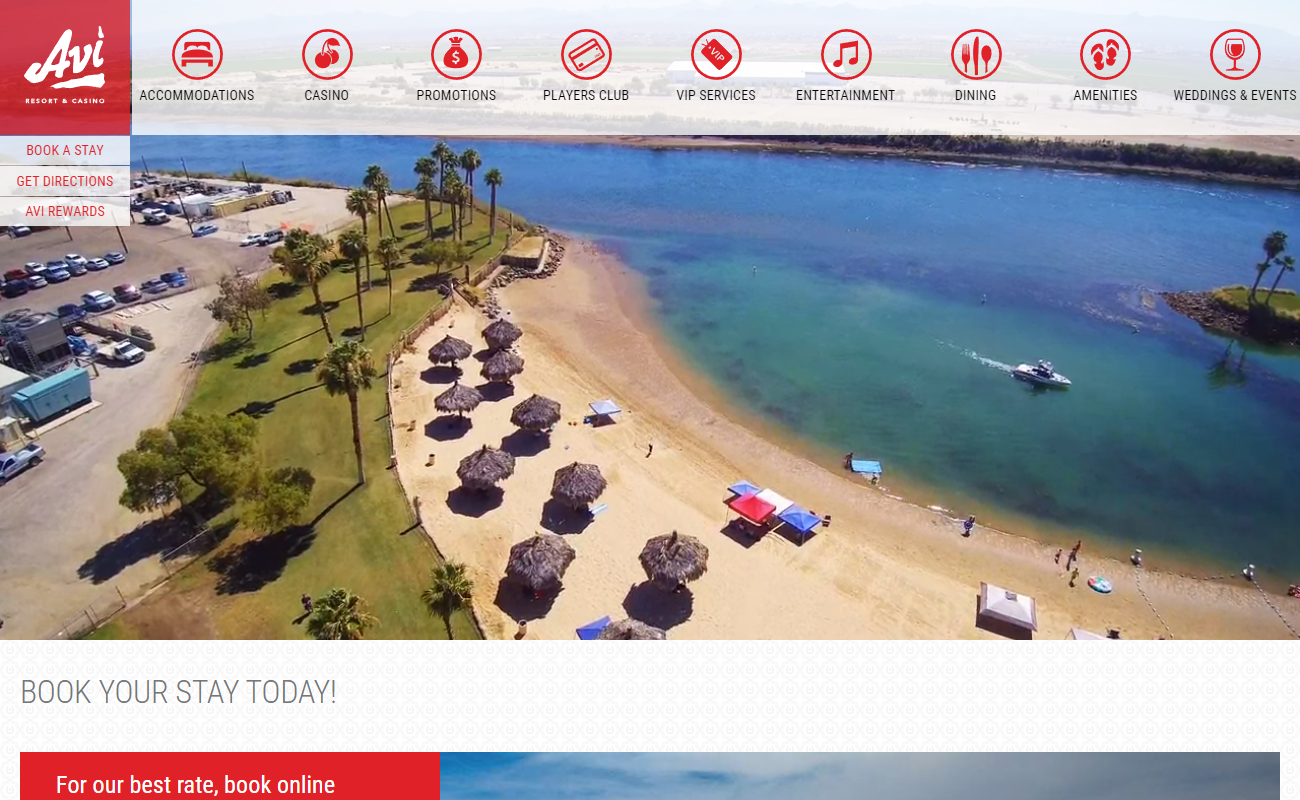 Avi
RESORT & CASINO
ACCOMMODATIONS
CASINO
PROMOTIONS
PLAYERS CLUB
VIP
VIP SERVICES
ENTERTAINMENT
DINING
AMENITIES
WEDDINGS & EVENTS
BOOK A STAY
GET DIRECTIONS
AVI REWARDS
BOOK YOUR STAY TODAY!
For our best rate, book online